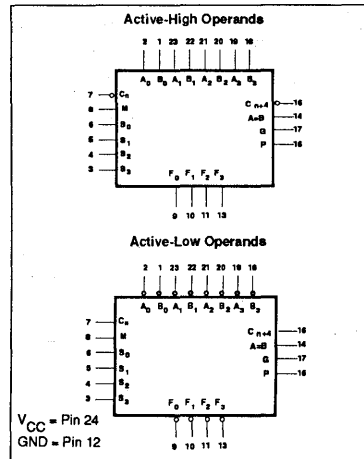 Active-High Operands
2 1 23 22 21 20 19 18
A0 B0 A1 B1 A2 B2 A3 B3
7 Cn
8 M
6 S0
5 S1
4 S2
3 S3
Cn+4 16
A=B 14
G 17
P 15
F0 F1 F2 F3
9 10 11 13
Active-Low Operands
2 1 23 22 21 20 19 18
A0 B0 A1 B1 A2 B2 A3 B3
7 Cn
8 M
6 S0
5 S1
4 S2
3 S3
Cn+4 16
A=B 14
G 17
P 15
F0 F1 F2 F3
9 10 11 13
VCC = Pin 24
GND = Pin 12